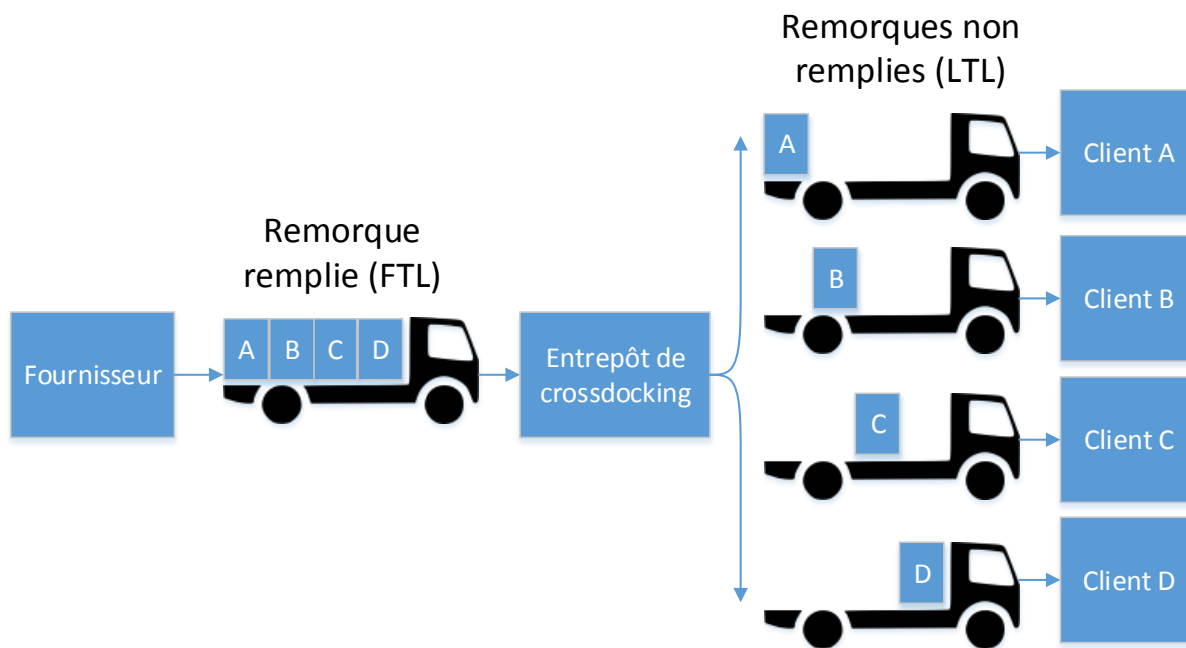 Remorques non
remplies (LTL)
Remorque
remplie (FTL)
Fournisseur
A B C D
Entrepôt de
crossdocking
A
Client A
B
Client B
C
Client C
D
Client D